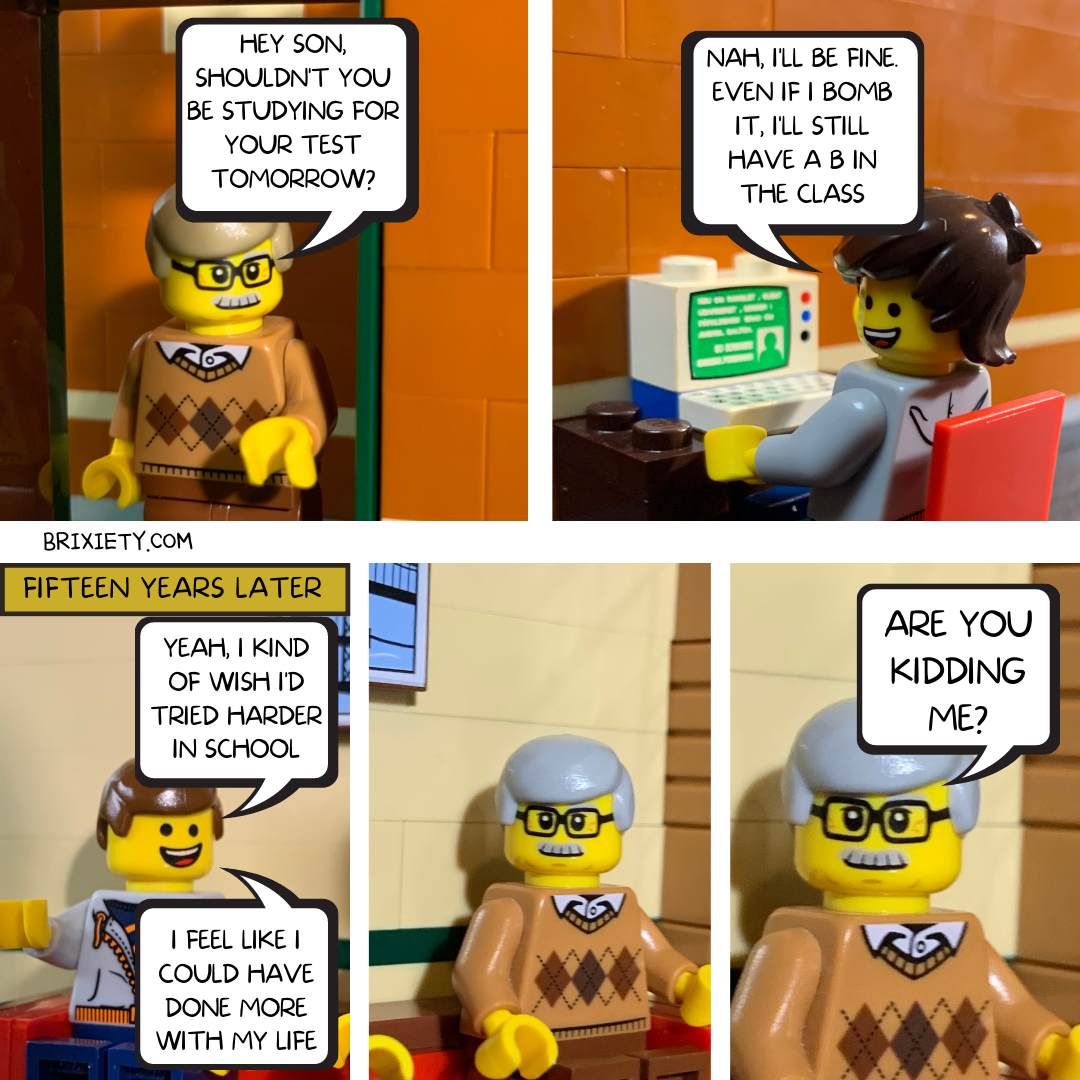 HEY SON,
SHOULDN'T YOU
BE STUDYING FOR
YOUR TEST
TOMORROW?
NAH, I'LL BE FINE.
EVEN IF I BOMB
IT, I'LL STILL
HAVE A B IN
THE CLASS
BRIXIETY.COM
FIFTEEN YEARS LATER
YEAH, I KIND
OF WISH I'D
TRIED HARDER
IN SCHOOL
I FEEL LIKE I
COULD HAVE
DONE MORE
WITH MY LIFE
ARE YOU
KIDDING
ME?